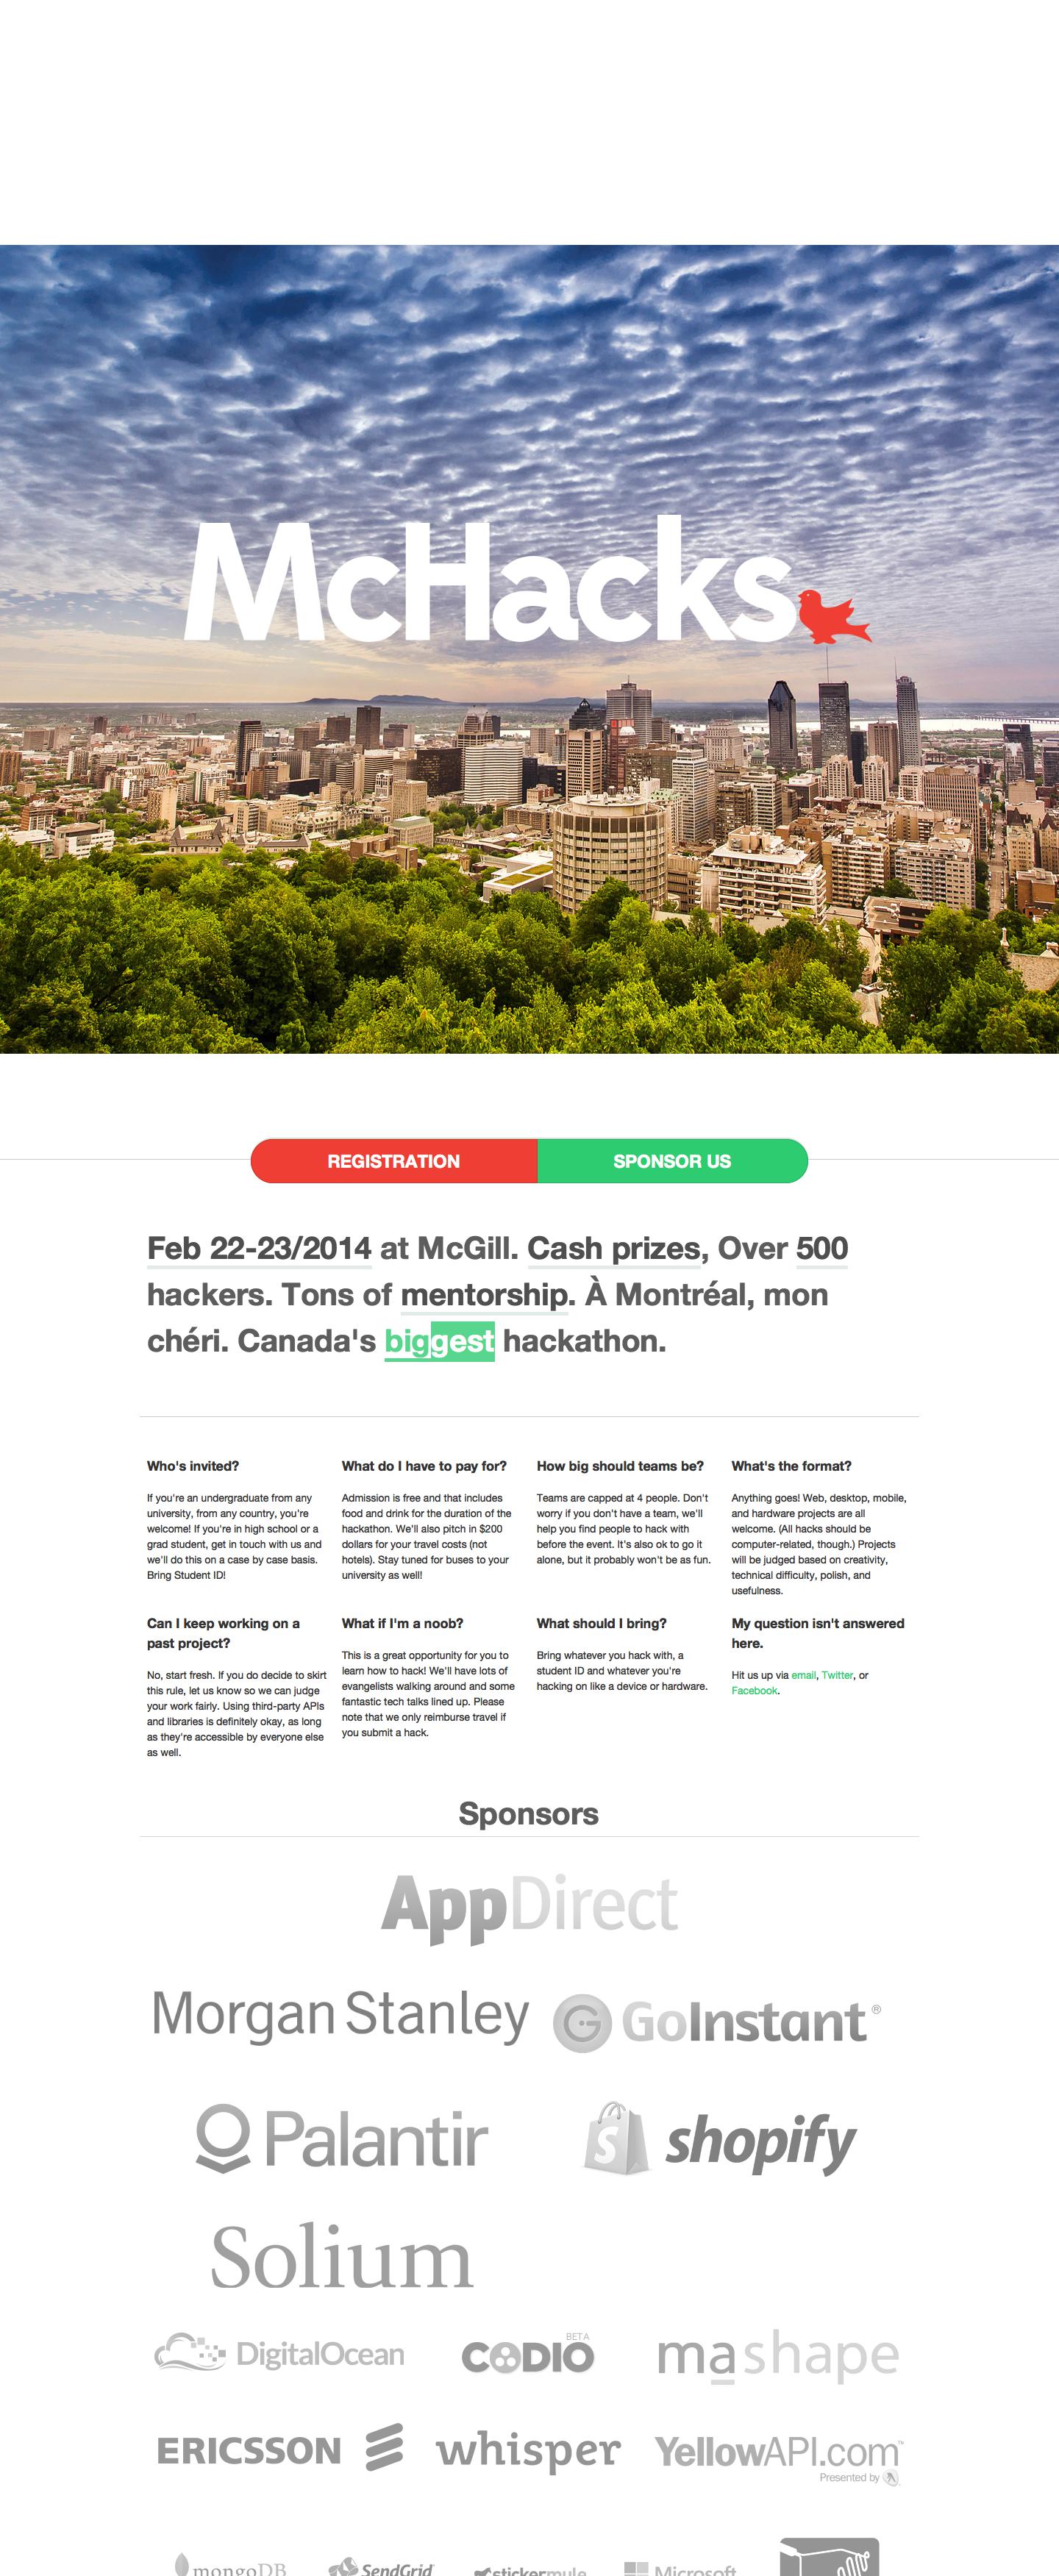 McHacks
REGISTRATION
SPONSOR US
Feb 22-23/2014 at McGill. Cash prizes, Over 500
hackers. Tons of mentorship. À Montréal, mon
chéri. Canada's biggest hackathon.
Who's invited?
If you're an undergraduate from any
university, from any country, you're
welcome! If you're in high school or a
grad student, get in touch with us and
we'll do this on a case by case basis.
Bring Student ID!
What do I have to pay for?
Admission is free and that includes
food and drink for the duration of the
hackathon. We'll also pitch in $200
dollars for your travel costs (not
hotels). Stay tuned for buses to your
university as well!
How big should teams be?
Teams are capped at 4 people. Don't
worry if you don't have a team, we'll
help you find people to hack with
before the event. It's also ok to go it
alone, but it probably won't be as fun.
What's the format?
Anything goes! Web, desktop, mobile,
and hardware projects are all
welcome. (All hacks should be
computer-related, though.) Projects
will be judged based on creativity,
technical difficulty, polish, and
usefulness.
Can I keep working on a
past project?
No, start fresh. If you do decide to skirt
this rule, let us know so we can judge
your work fairly. Using third-party APIs
and libraries is definitely okay, as long
as they're accessible by everyone else
as well.
What if I'm a noob?
This is a great opportunity for you to
learn how to hack! We'll have lots of
evangelists walking around and some
fantastic tech talks lined up. Please
note that we only reimburse travel if
you submit a hack.
What should I bring?
Bring whatever you hack with, a
student ID and whatever you're
hacking on like a device or hardware.
My question isn't answered
here.
Hit us up via email, Twitter, or
Facebook.
Sponsors
AppDirect
Morgan Stanley
GoInstant®
Palantir
shopify
Solium
DigitalOcean
CODIO BETA
mashape
ERICSSON
whisper
YellowAPI.com™
Presented by
mongoDB
SendGrid
stickermule
Microsoft